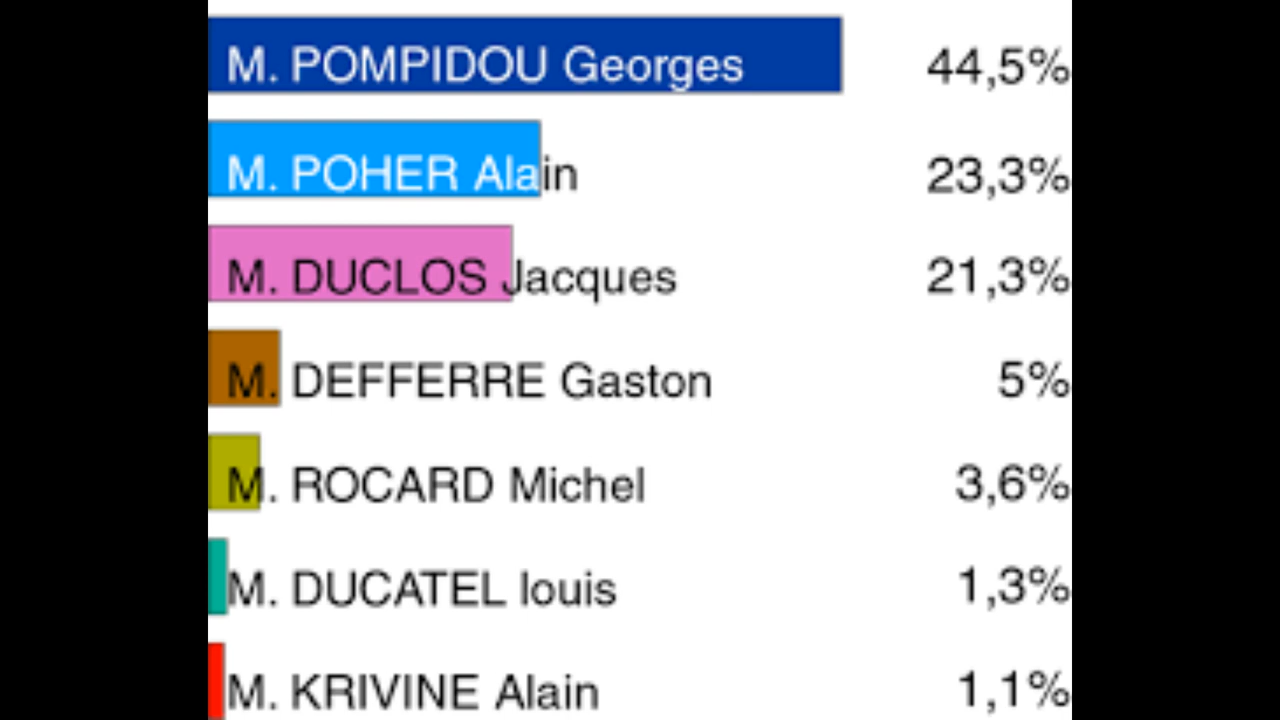 M. POMPIDOU Georges 44,5%
M. POHER Alain 23,3%
M. DUCLOS Jacques 21,3%
M. DEFFERRE Gaston 5%
M. ROCARD Michel 3,6%
M. DUCATEL louis 1,3%
M. KRIVINE Alain 1,1%